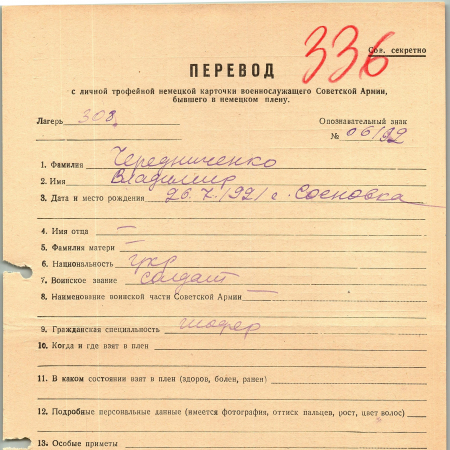 336
Сов. секретно
ПЕРЕВОД
с личной трофейной немецкой карточки военнослужащего Советской Армии,
бывшего в немецком плену.
Лагерь 303.
Опознавательный знак
№ 06192
1. Фамилия Чередниченко
2. Имя Владимир
3. Дата и место рождения 26.7.1921 с. Сосновка
4. Имя отца —
5. Фамилия матери —
6. Национальность укр
7. Воинское звание солдат
8. Наименование воинской части Советской Армии —
9. Гражданская специальность шофер
10. Когда и где взят в плен
11. В каком состоянии взят в плен (здоров, болен, ранен)
12. Подробные персональные данные (имеется фотография, оттиск пальцев, рост, цвет волос)
13. Особые приметы